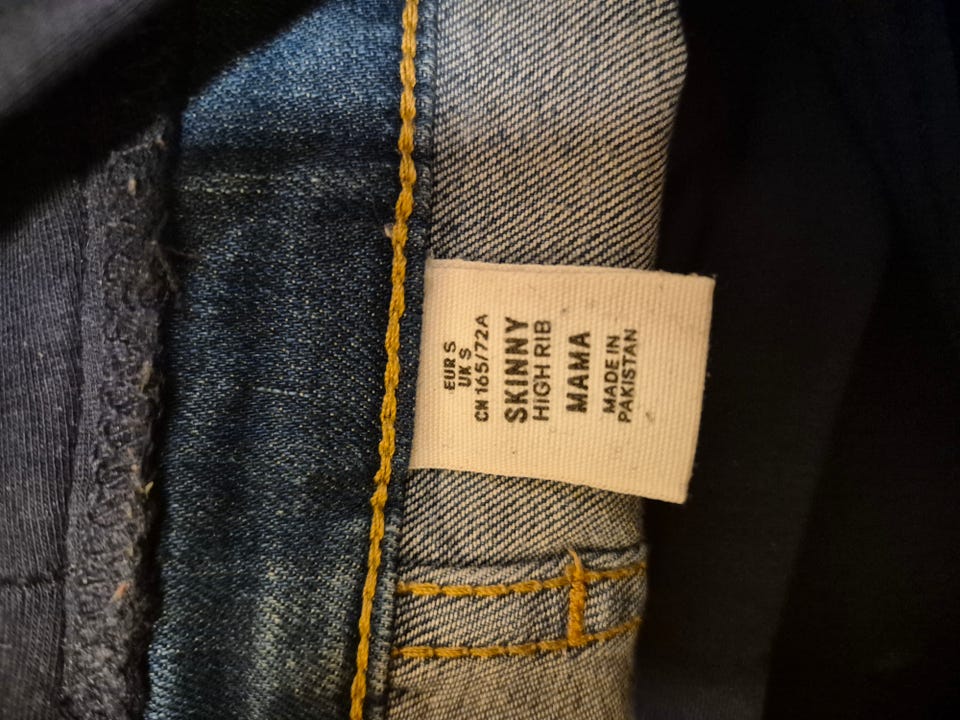 EUR S
UK S
CN 165/72A
SKINNY
HIGH RIB
MAMA
MADE IN
PAKISTAN